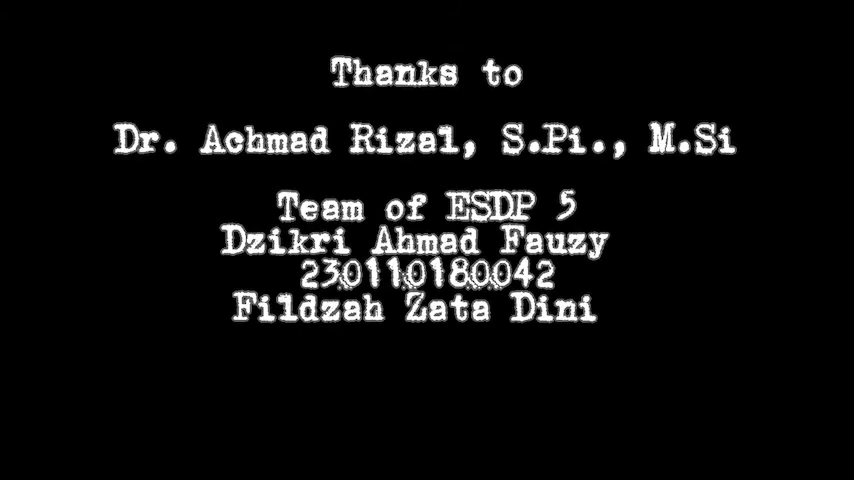 Thanks to
Dr. Achmad Rizal, S.Pi., M.Si
Team of ESDP 5
Dzikri Ahmad Fauzy
230110180042
Fildzah Zata Dini